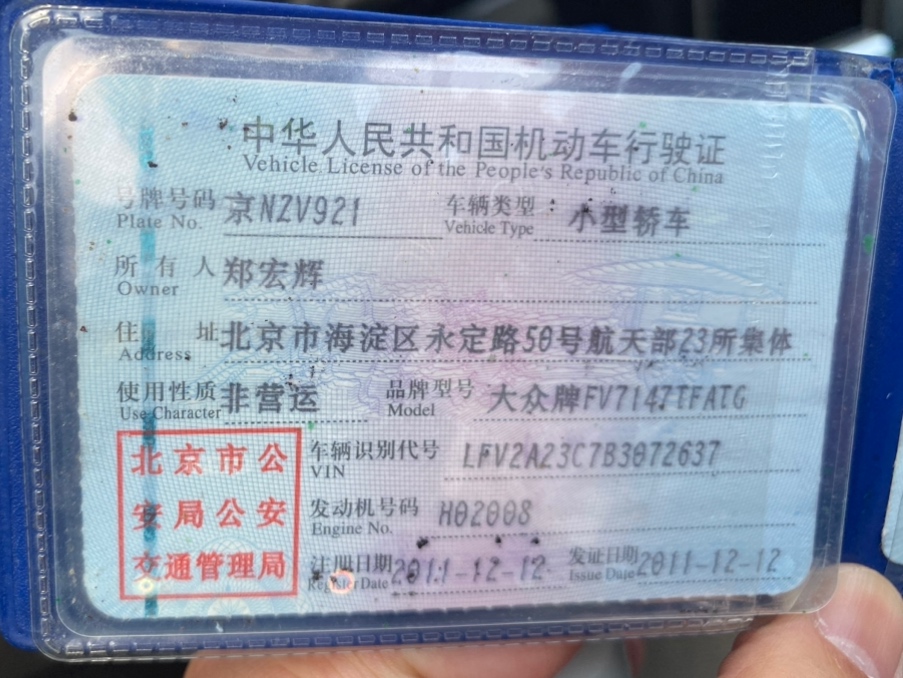 中华人民共和国机动车行驶证
Vehicle License of the People's Republic of China
号牌号码 京NZV921 车辆类型: 小型轿车
Plate No. Vehicle Type
所有人 郑宏辉
Owner
住址 北京市海淀区永定路50号航天部23所集体
Address
使用性质 非营运 品牌型号 大众牌FV7147TFATG
Use Character Model
北京市公安局公安交通管理局
车辆识别代号 LFV2A23C7B3072637
VIN
发动机号码 H02008
Engine No.
注册日期 2011-12-12 发证日期 2011-12-12
Register Date Issue Date